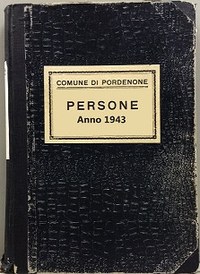 COMUNE DI PORDENONE
PERSONE
Anno 1943